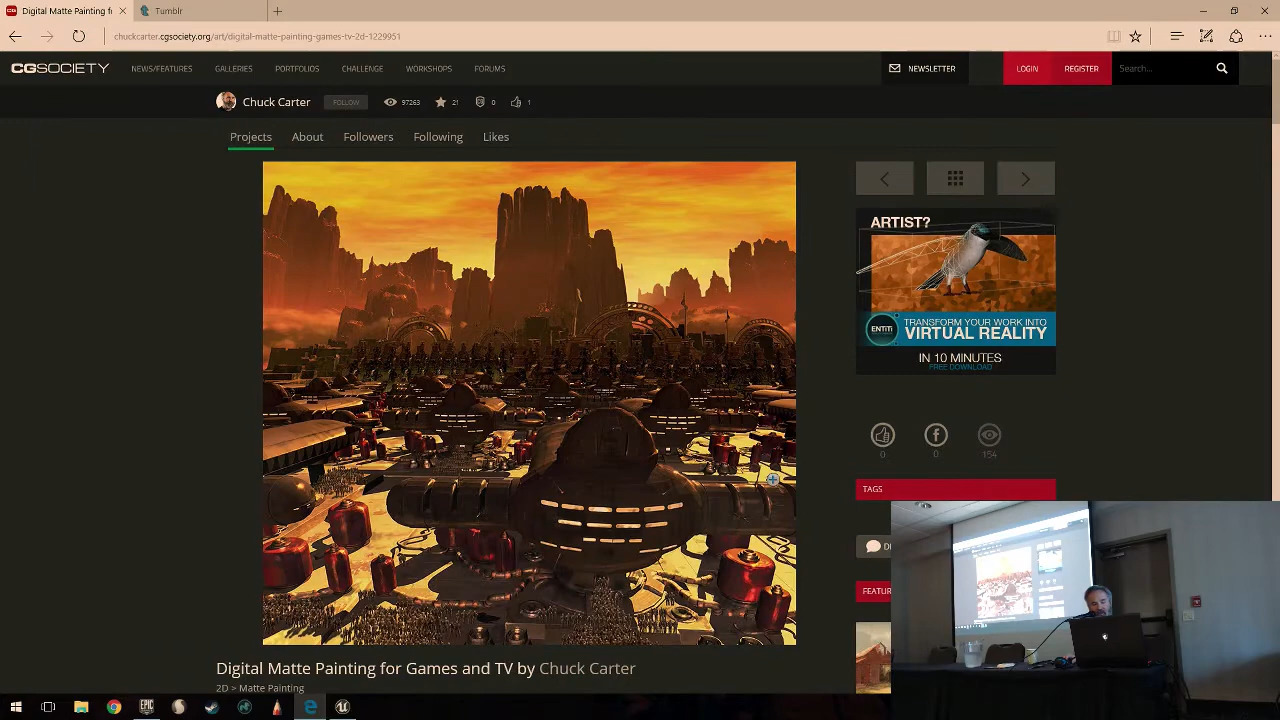 Digital Matte Painting fo
Tumblr
chuckcarter.cgsociety.org/art/digital-matte-painting-games-tv-2d-1229951
CGSOCIETY
NEWS/FEATURES
GALLERIES
PORTFOLIOS
CHALLENGE
WORKSHOPS
FORUMS
NEWSLETTER
LOGIN
REGISTER
Search...
Chuck Carter
FOLLOW
97263
21
0
1
Projects
About
Followers
Following
Likes
ARTIST?
ENTiTi
TRANSFORM YOUR WORK INTO
VIRTUAL REALITY
IN 10 MINUTES
FREE DOWNLOAD
0
0
154
TAGS
DI
FEATUR
Digital Matte Painting for Games and TV by Chuck Carter
2D > Matte Painting
EPIC